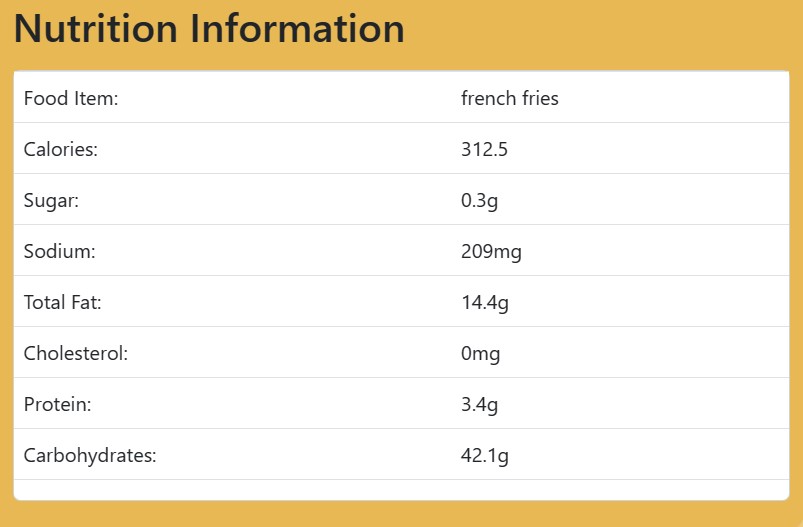 Nutrition Information
Food Item: french fries
Calories: 312.5
Sugar: 0.3g
Sodium: 209mg
Total Fat: 14.4g
Cholesterol: 0mg
Protein: 3.4g
Carbohydrates: 42.1g